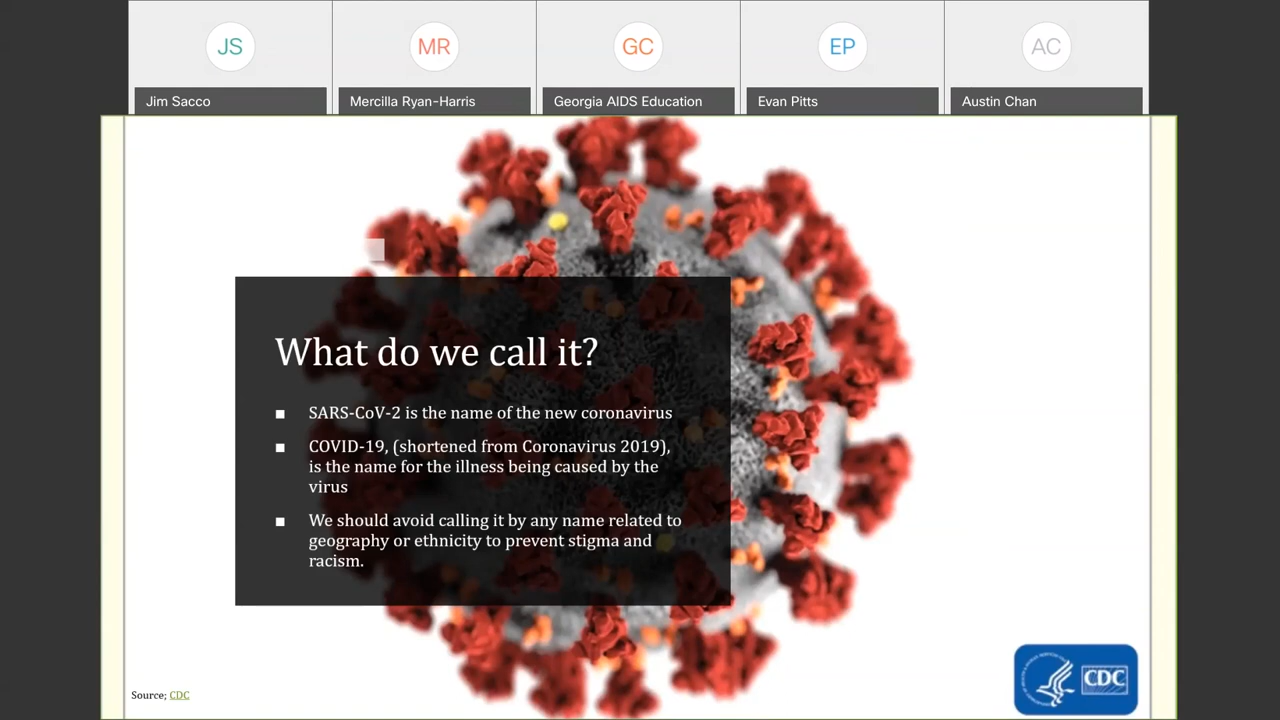 JS MR GC EP AC
Jim Sacco Mercilla Ryan-Harris Georgia AIDS Education Evan Pitts Austin Chan
What do we call it?
■ SARS-CoV-2 is the name of the new coronavirus
■ COVID-19, (shortened from Coronavirus 2019),
is the name for the illness being caused by the
virus
■ We should avoid calling it by any name related to
geography or ethnicity to prevent stigma and
racism.
Source; CDC
CDC